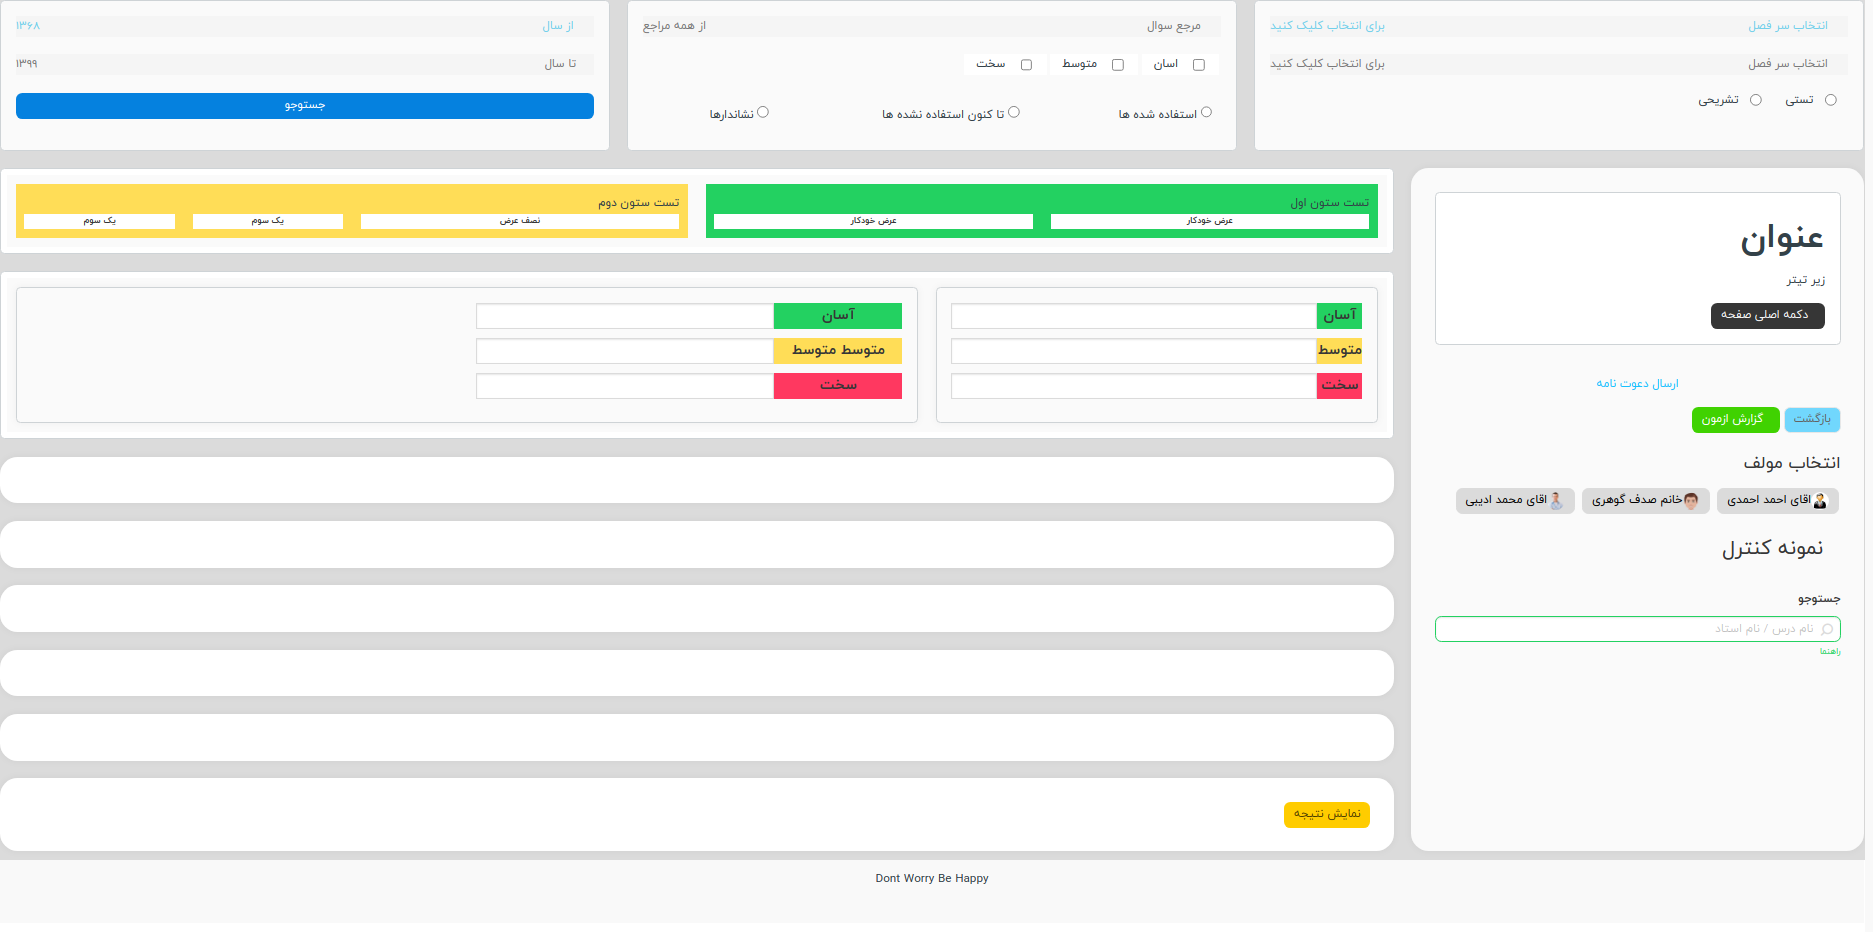 انتخاب سر فصل برای انتخاب کلیک کنید
انتخاب سر فصل برای انتخاب کلیک کنید
تستی تشریحی
مرجع سوال از همه مراجع
اسان متوسط سخت
استفاده شده ها تا کنون استفاده نشده ها نشاندارها
از سال ۱۳۶۸
تا سال ۱۳۹۹
جستوجو
عنوان
زیر تیتر
دکمه اصلی صفحه
ارسال دعوت نامه
بازگشت گزارش ازمون
انتخاب مولف
اقای احمد احمدی خانم صدف گوهری اقای محمد ادیبی
نمونه کنترل
جستوجو
نام درس / نام استاد
راهنما
تست ستون اول
عرض خودکار عرض خودکار
تست ستون دوم
نصف عرض یک سوم یک سوم
آسان
متوسط
سخت
آسان
متوسط متوسط
سخت
نمایش نتیجه
Dont Worry Be Happy